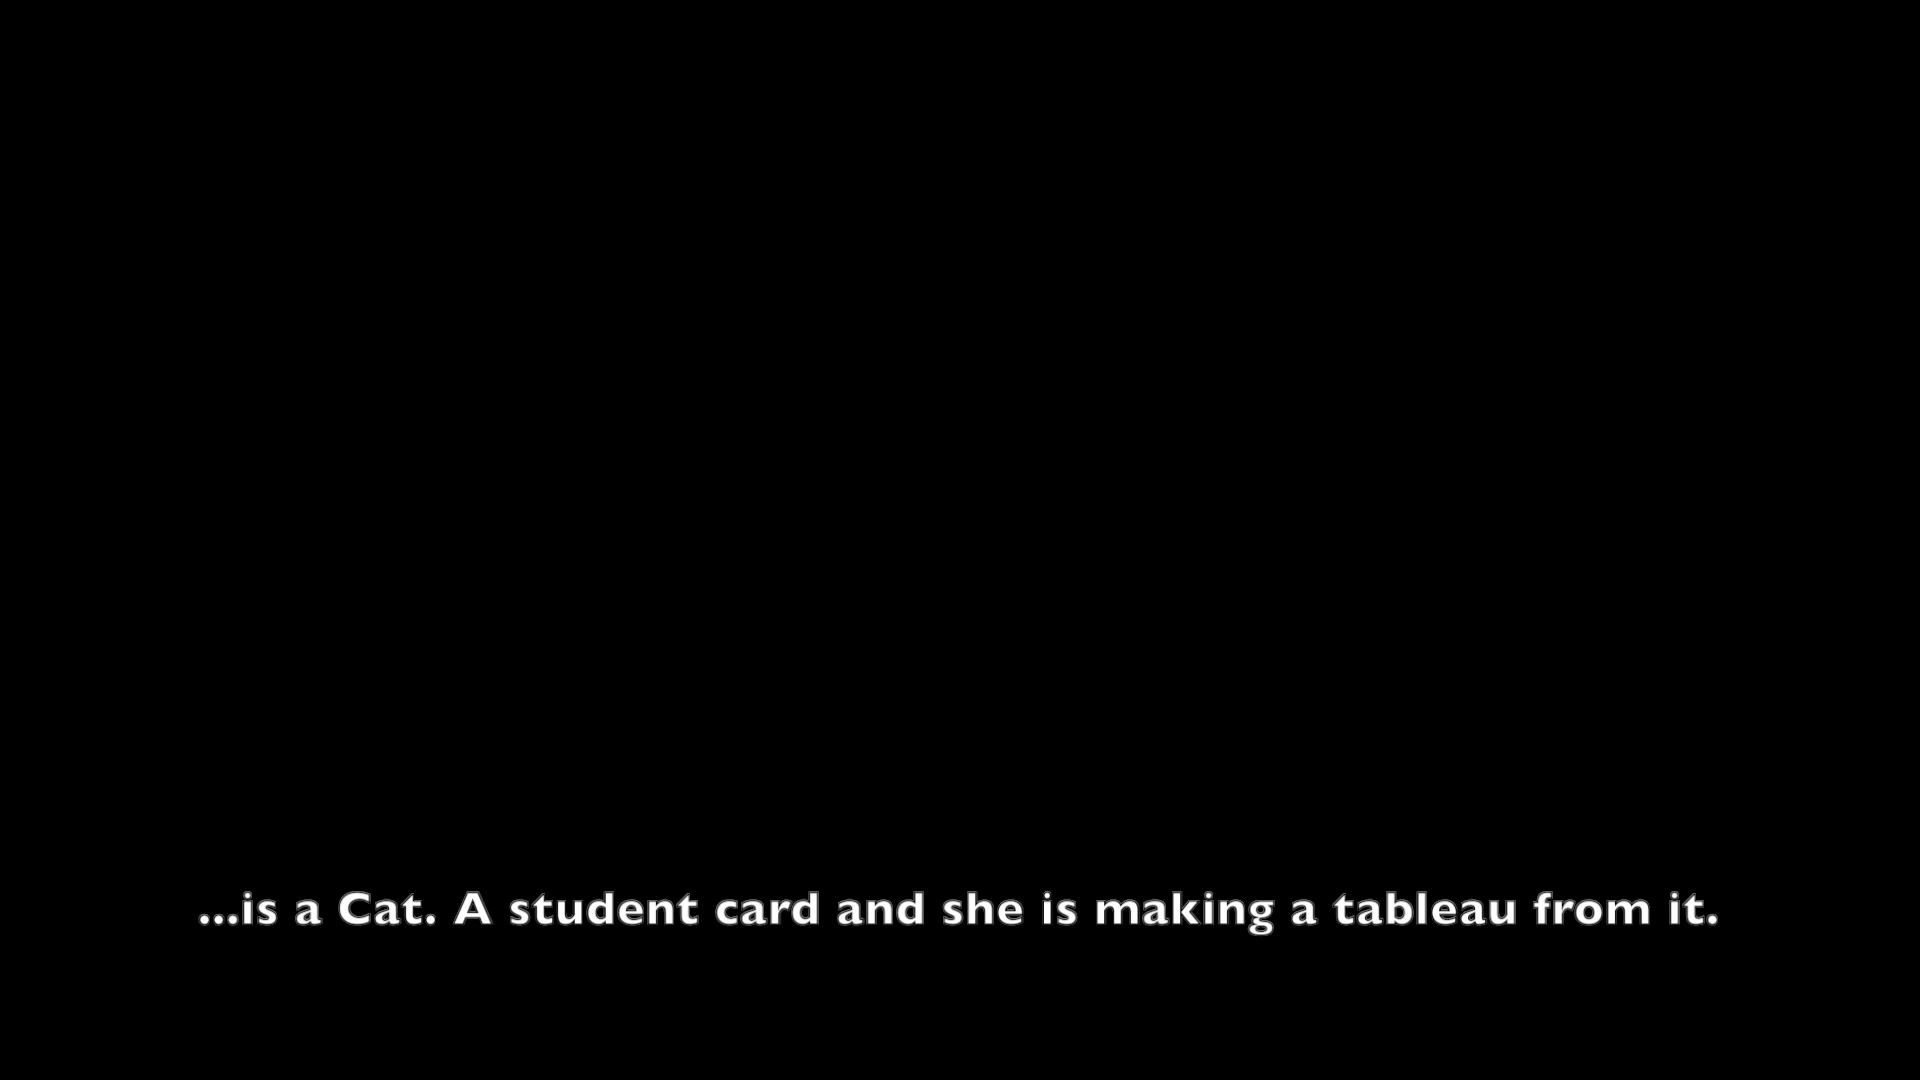 ...is a Cat. A student card and she is making a tableau from it.